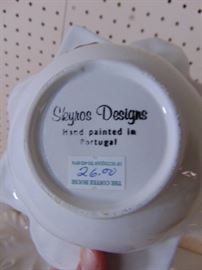 Skyros Designs
Hand painted in
Portugal
26.00
THE COFFEE HOUSE